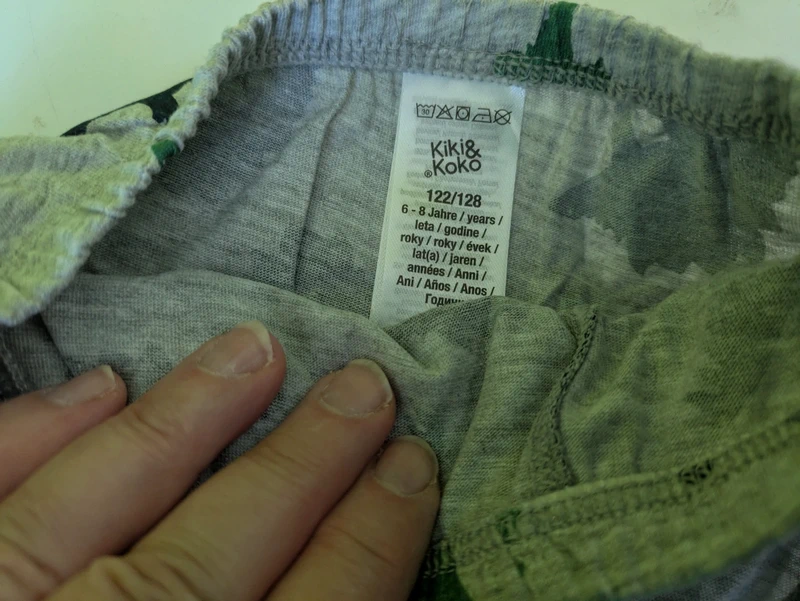 30
Kiki&
Koko
®
122/128
6 - 8 Jahre / years /
leta / godine /
roky / roky / évek /
lat(a) / jaren /
années / Anni /
Ani / Años / Anos /